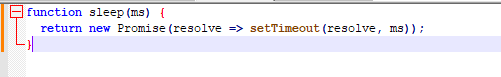 function sleep(ms) {
  return new Promise(resolve => setTimeout(resolve, ms));
}